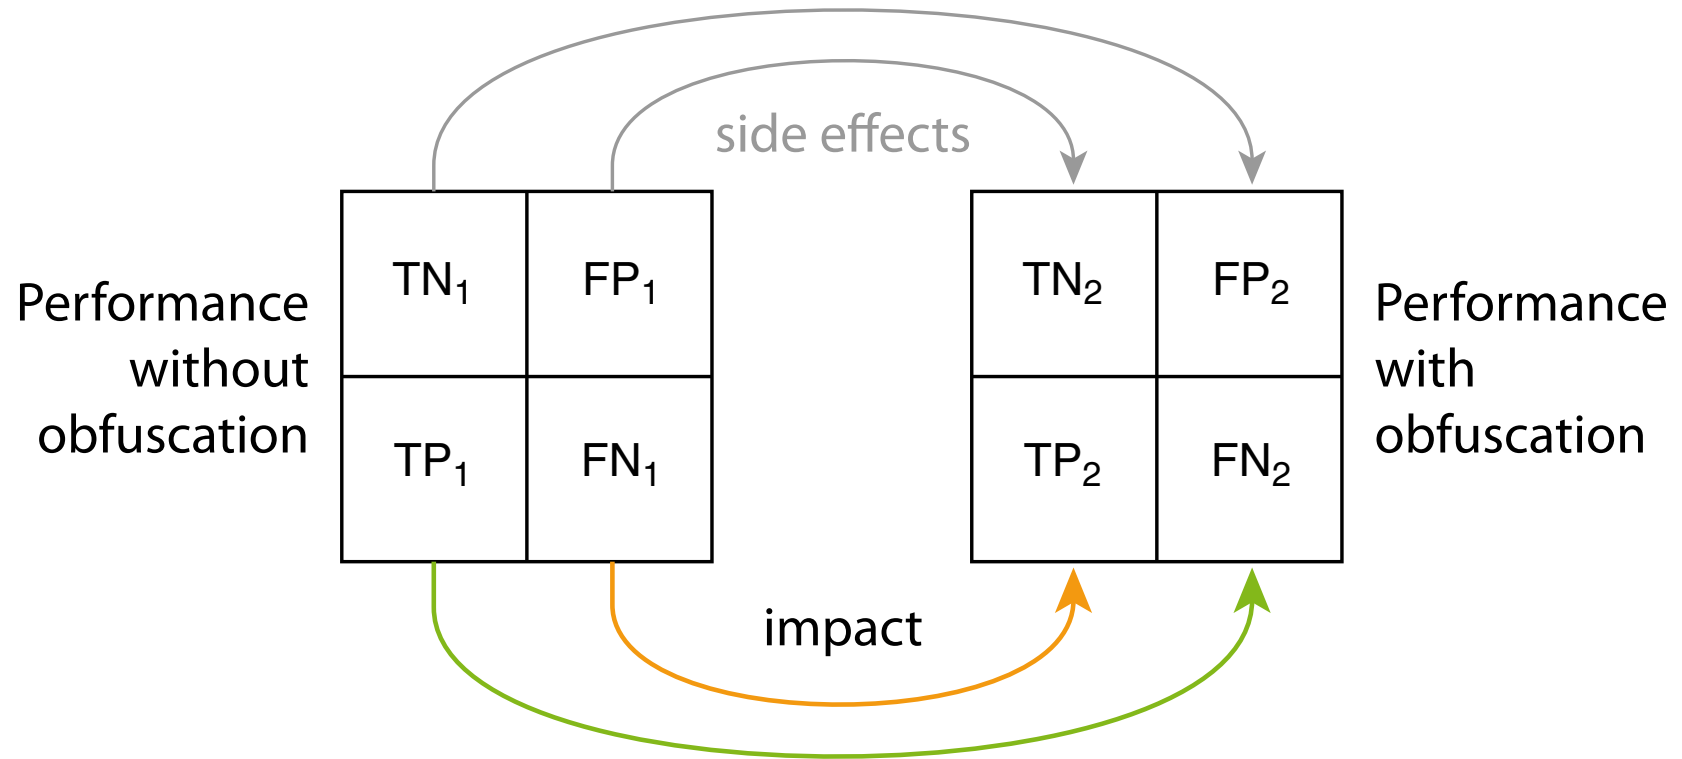 side effects
Performance
without
obfuscation
TN₁ FP₁
TP₁ FN₁
TN₂ FP₂
TP₂ FN₂
Performance
with
obfuscation
impact